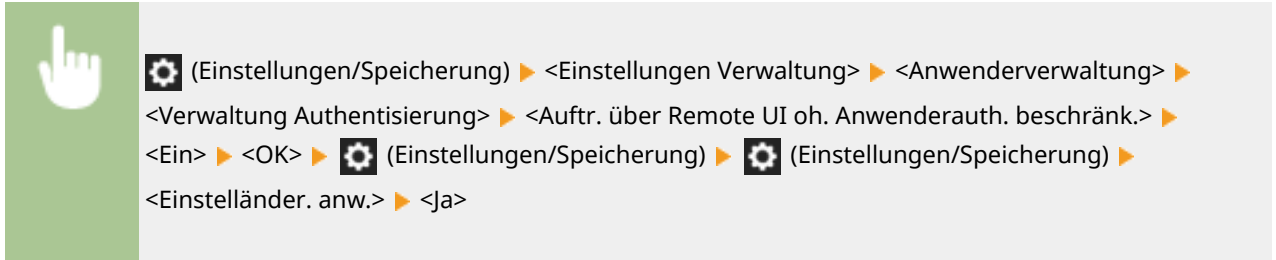 (Einstellungen/Speicherung) ▶ <Einstellungen Verwaltung> ▶ <Anwenderverwaltung> ▶
<Verwaltung Authentisierung> ▶ <Auftr. über Remote UI oh. Anwenderauth. beschränk.> ▶
<Ein> ▶ <OK> ▶ (Einstellungen/Speicherung) ▶ (Einstellungen/Speicherung) ▶
<Einstelländer. anw.> ▶ <Ja>